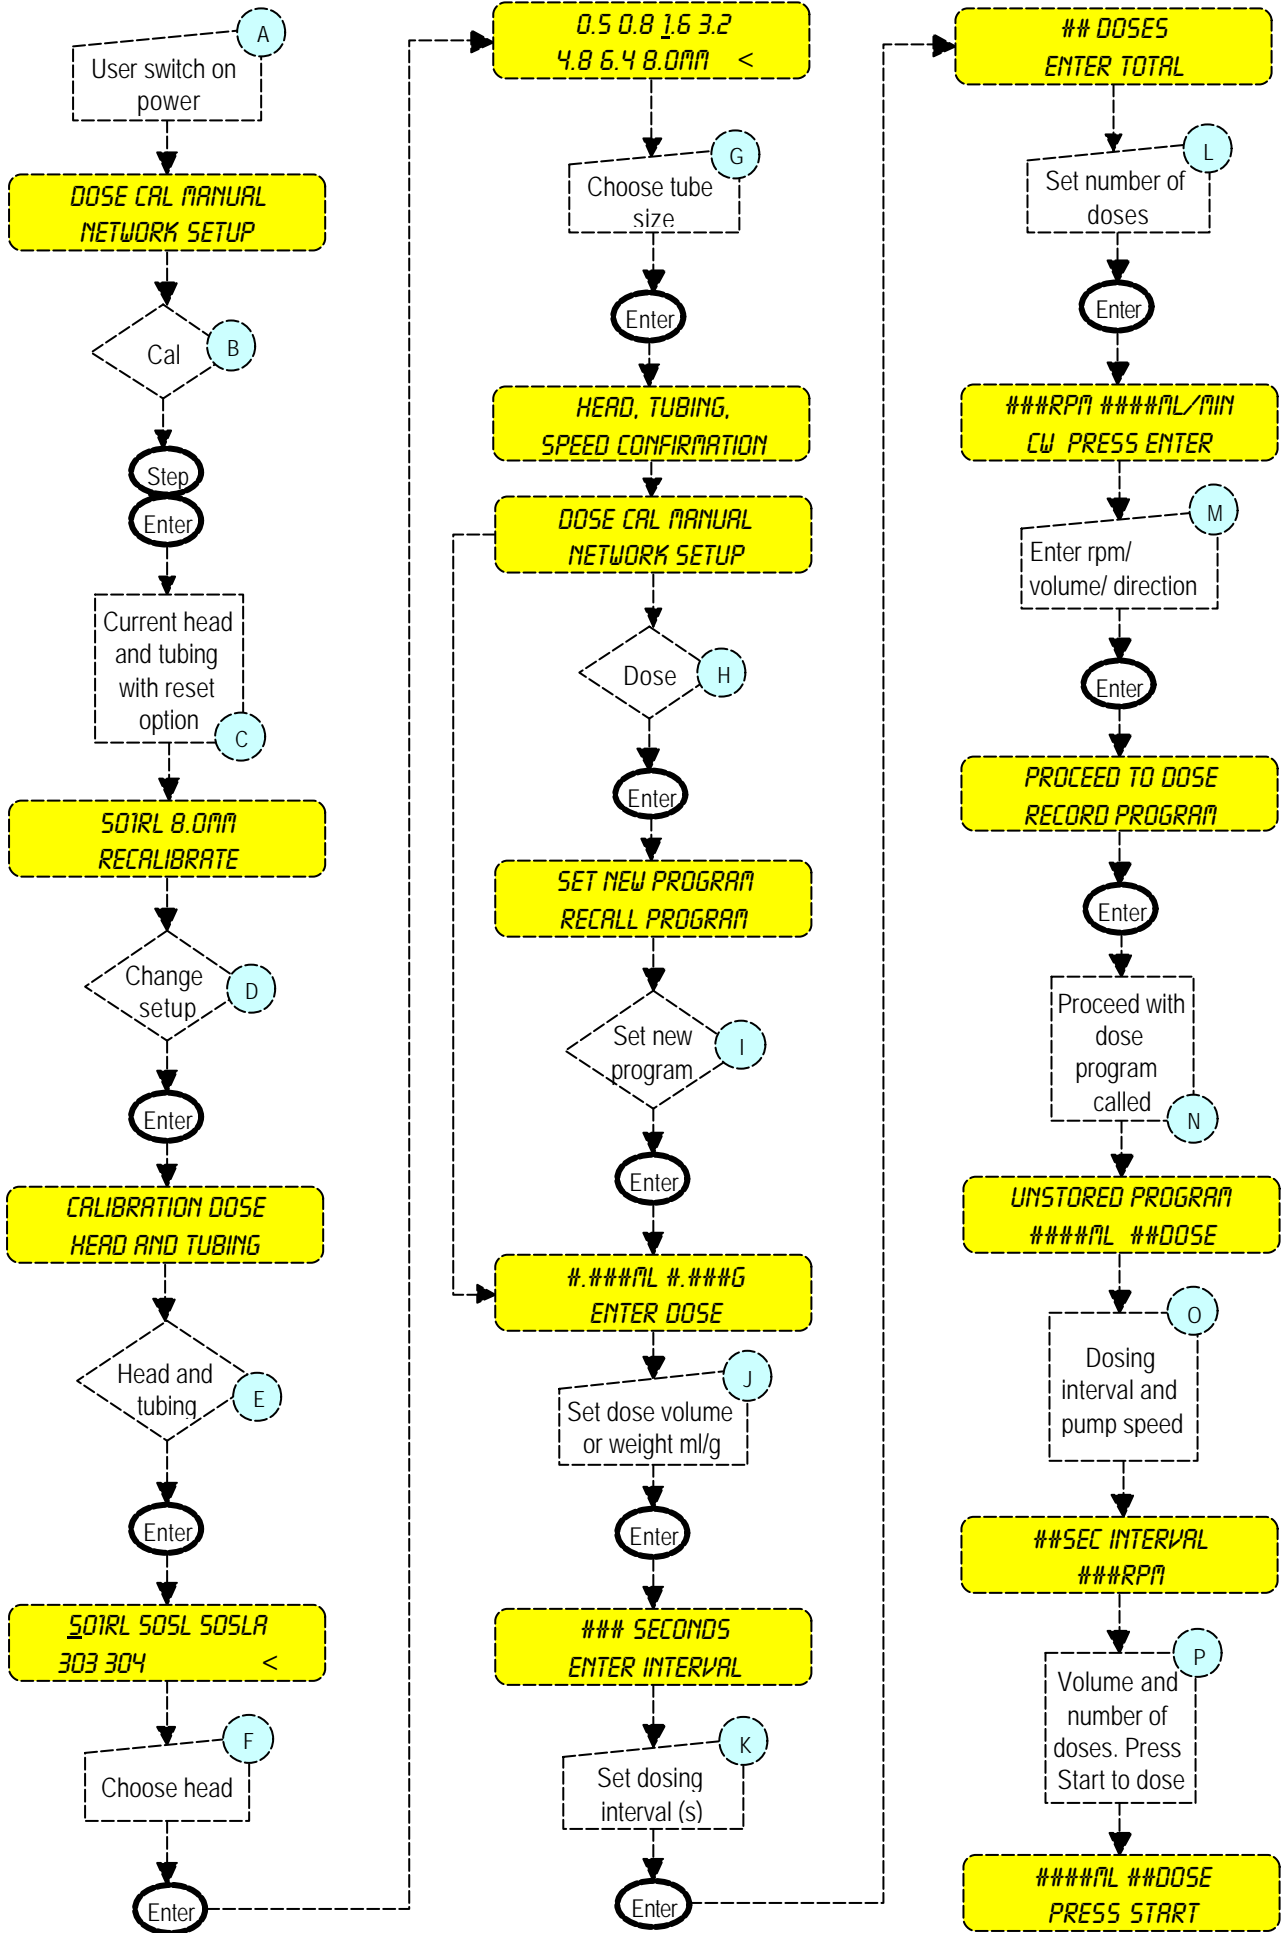 A
User switch on
power
DOSE CAL MANUAL
NETWORK SETUP
Cal
B
Step
Enter
Current head
and tubing
with reset
option
C
501RL 8.0MM
RECALIBRATE
Change
setup
D
Enter
CALIBRATION DOSE
HEAD AND TUBING
Head and
tubing
E
Enter
501RL 505L 505LA
303 304 <
F
Choose head
Enter
0.5 0.8 1.6 3.2
4.8 6.4 8.0MM <
G
Choose tube
size
Enter
HEAD, TUBING,
SPEED CONFIRMATION
DOSE CAL MANUAL
NETWORK SETUP
Dose
H
Enter
SET NEW PROGRAM
RECALL PROGRAM
Set new
program
I
Enter
#.###ML #.###G
ENTER DOSE
J
Set dose volume
or weight ml/g
Enter
### SECONDS
ENTER INTERVAL
K
Set dosing
interval (s)
Enter
## DOSES
ENTER TOTAL
L
Set number of
doses
Enter
###RPM ####ML/MIN
CW PRESS ENTER
M
Enter rpm/
volume/ direction
Enter
PROCEED TO DOSE
RECORD PROGRAM
Enter
Proceed with
dose
program
called
N
UNSTORED PROGRAM
####ML ##DOSE
O
Dosing
interval and
pump speed
##SEC INTERVAL
###RPM
P
Volume and
number of
doses. Press
Start to dose
####ML ##DOSE
PRESS START